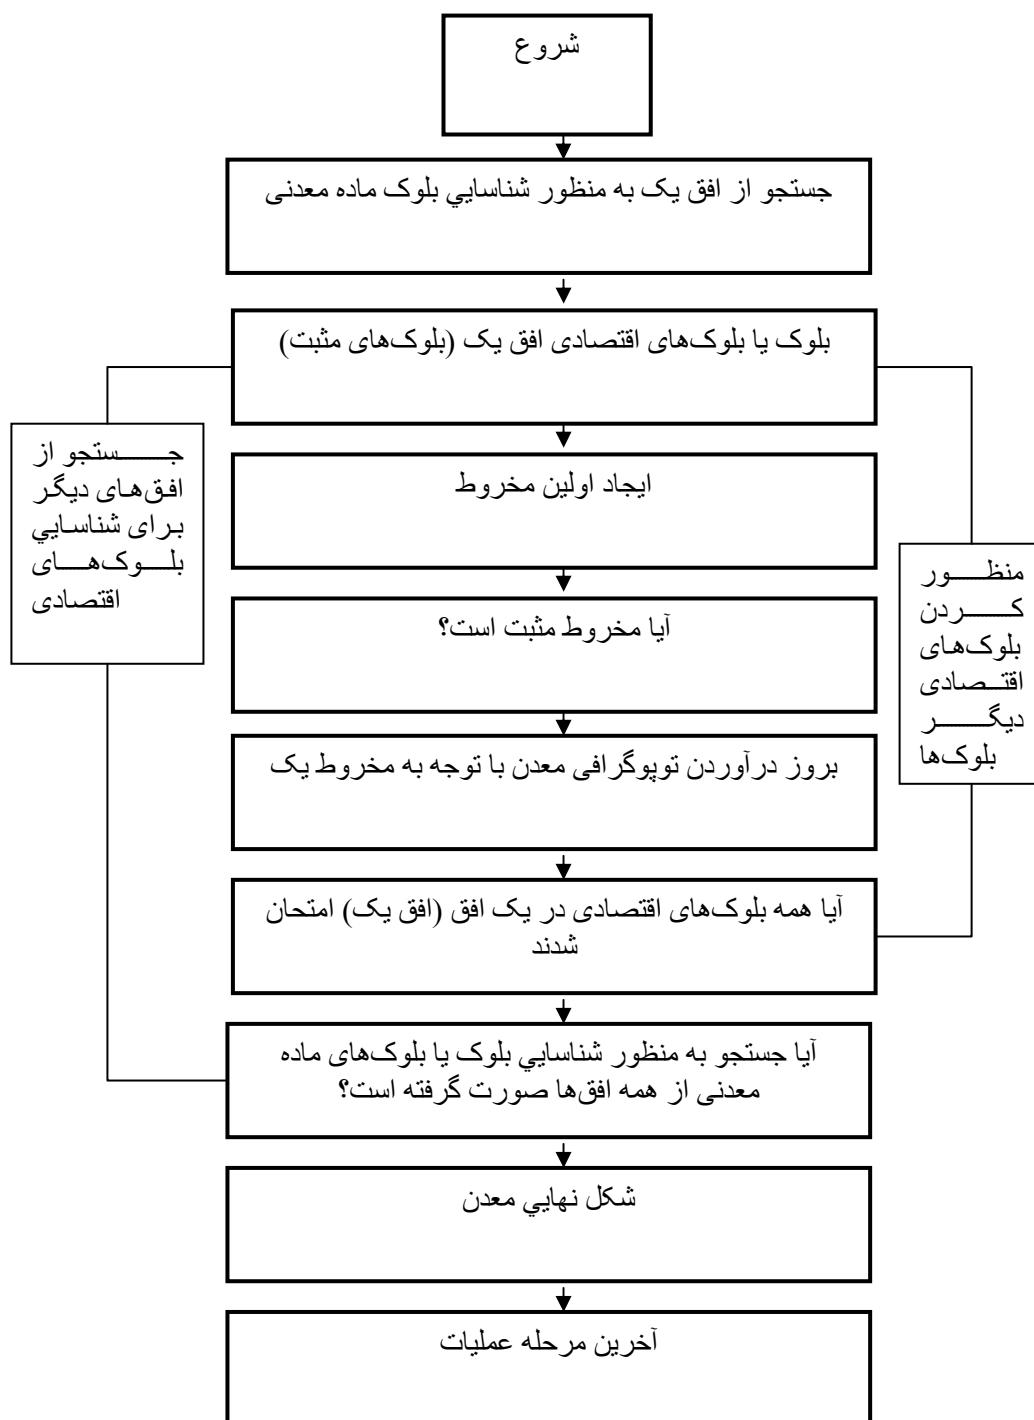 شروع
جستجو از افق یک به منظور شناسايي بلوک ماده معدنی
بلوک یا بلوک‌های اقتصادی افق یک (بلوک‌های مثبت)
ایجاد اولین مخروط
آیا مخروط مثبت است؟
بروز درآوردن توپوگرافی معدن با توجه به مخروط یک
آیا همه بلوک‌های اقتصادی در یک افق (افق یک) امتحان
شدند
آیا جستجو به منظور شناسايي بلوک یا بلوک‌های ماده
معدنی از همه افق‌ها صورت گرفته است؟
شکل نهايي معدن
آخرین مرحله عملیات
منظور
کردن
بلوک‌های
اقتصادی
دیگر
بلوک‌ها
جستجو از
افق‌های دیگر
برای شناسايي
بلوک‌های
اقتصادی